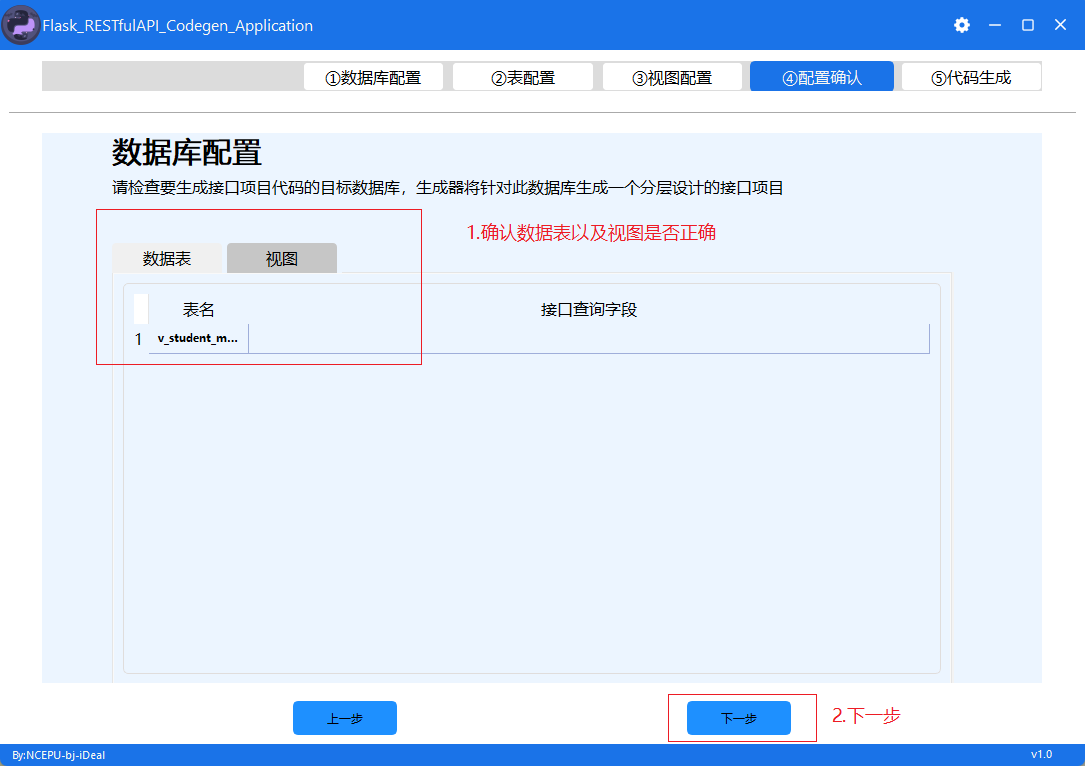 Flask_RESTfulAPI_Codegen_Application
①数据库配置 ②表配置 ③视图配置 ④配置确认 ⑤代码生成
数据库配置
请检查要生成接口项目代码的目标数据库，生成器将针对此数据库生成一个分层设计的接口项目
1.确认数据表以及视图是否正确
数据表 视图
表名 接口查询字段
1 v_student_m...
上一步 下一步 2.下一步
By:NCEPU-bj-iDeal v1.0